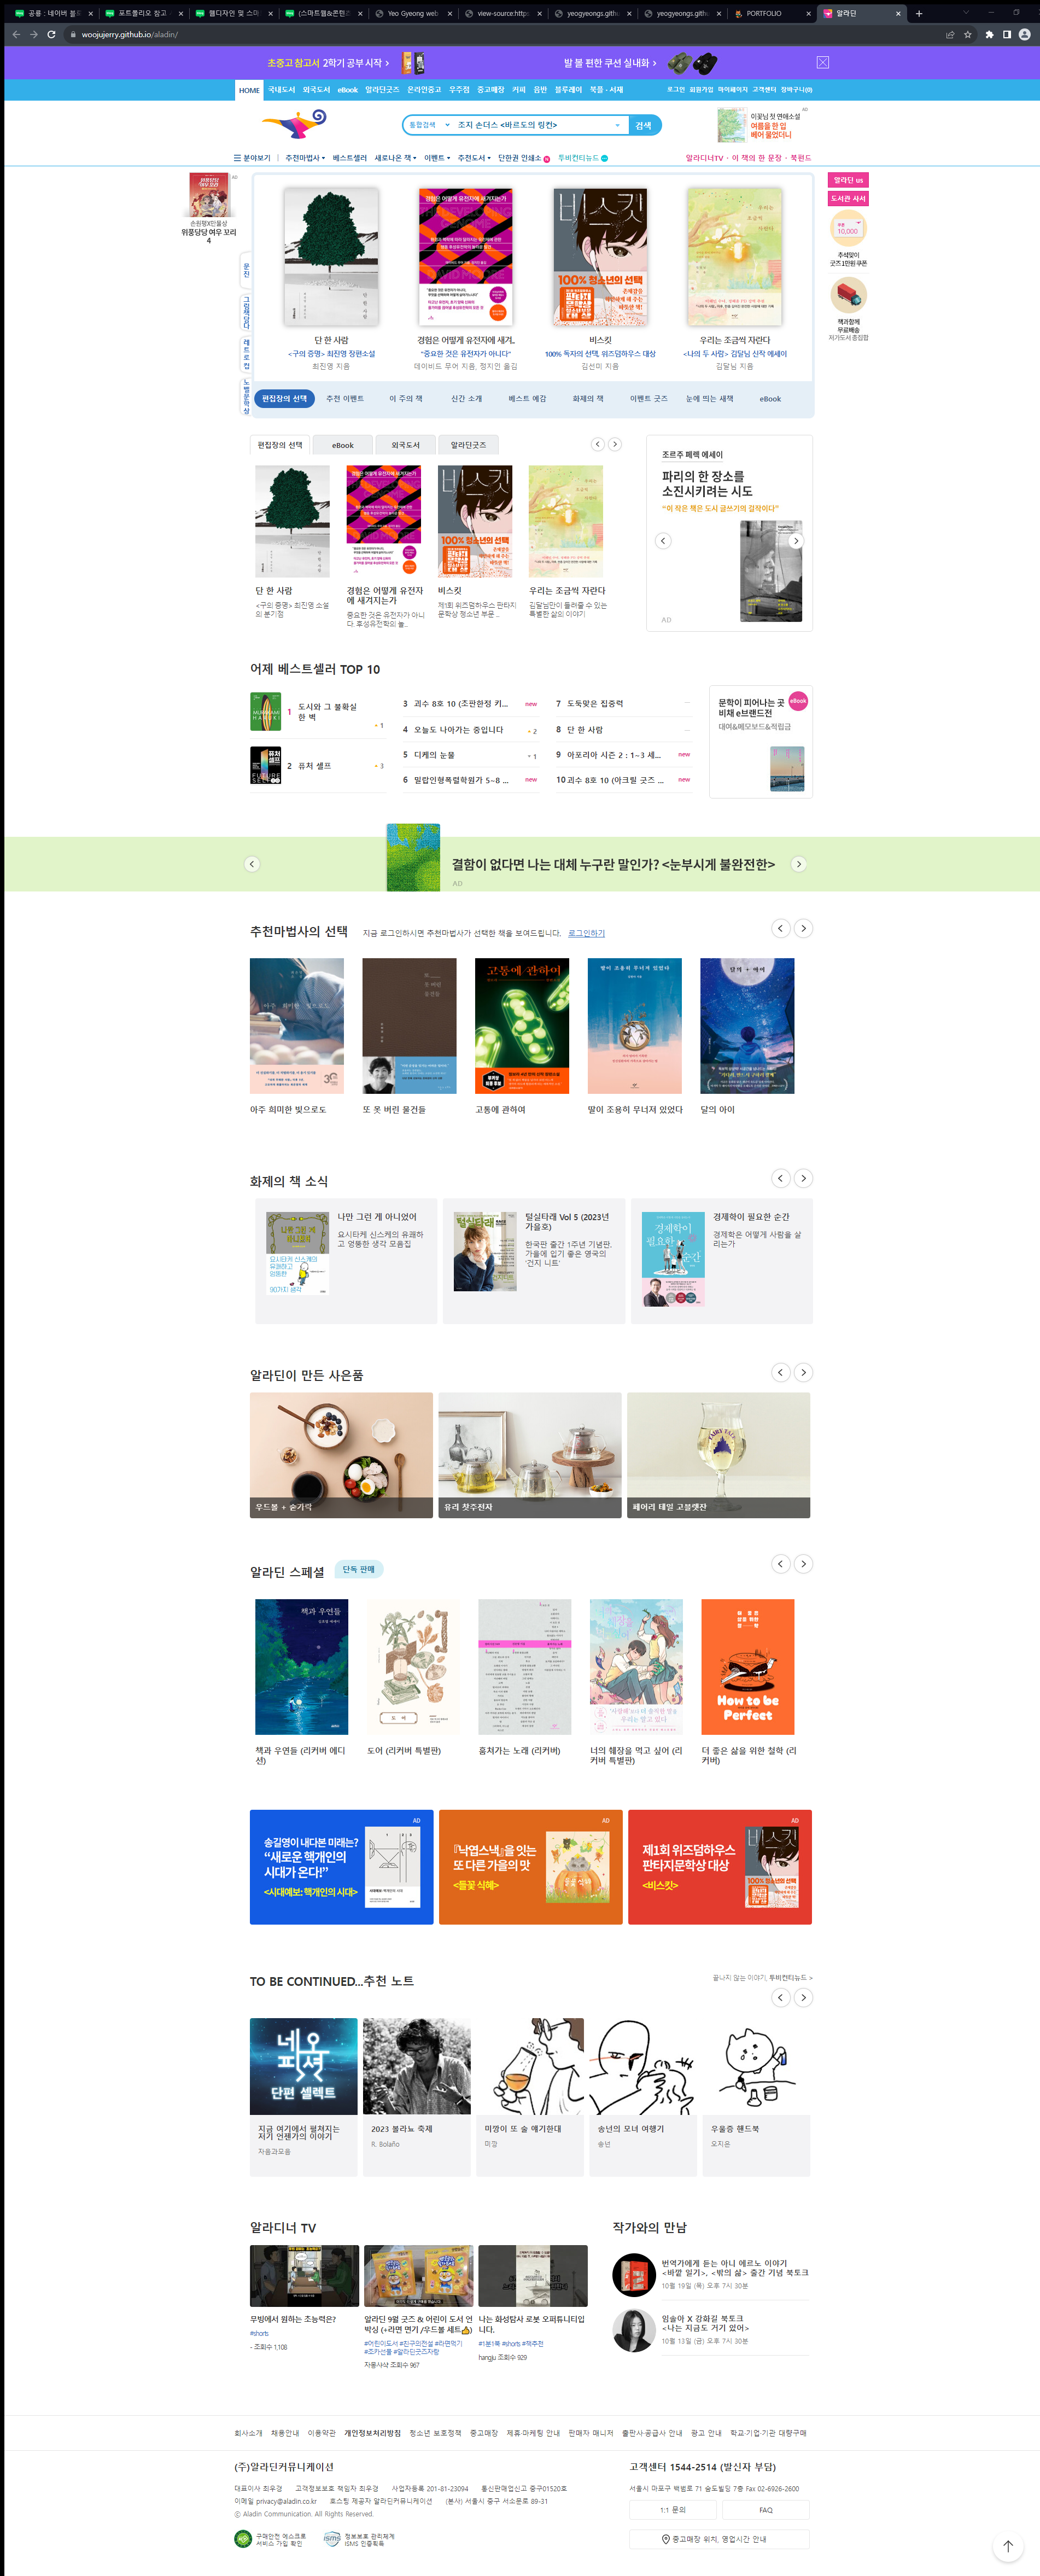 공룡 : 네이버 블로
포트폴리오 참고
웹디자인 및 스마
(스마트웹&콘텐츠
Yeo Gyeong web
view-source:https
yeogyeongs.github
yeogyeongs.github
PORTFOLIO
알라딘
woojujerry.github.io/aladin/
초중고 참고서 2학기 공부 시작 >
발 볼 편한 쿠션 실내화 >
HOME 국내도서 외국도서 eBook 알라딘굿즈 온라인중고 우주점 중고매장 커피 음반 블루레이 북플 · 서재
로그인 회원가입 마이페이지 고객센터 장바구니(0)
통합검색 조지 손더스 <바르도의 링컨> 검색
AD
이꽃님 첫 연애소설
여름을 한 입
베어 물었더니
분야보기 추천마법사 베스트셀러 새로나온 책 이벤트 추천도서 단한권 인쇄소 투비컨티뉴드
알라디너TV · 이 책의 한 문장 · 북펀드
AD
손원평X만물상
위풍당당 여우 꼬리
4
문진
그림책담다
레트로컵
노벨문학상
알라딘 us
도서관 사서
쿠폰
10,000
추석맞이
굿즈 1만원 쿠폰
책과함께
무료배송
저가도서 총집합
단 한 사람
<구의 증명> 최진영 장편소설
최진영 지음
경험은 어떻게 유전자에 새겨..
"중요한 것은 유전자가 아니다"
데이비드 무어 지음, 정지인 옮김
비스킷
100% 독자의 선택, 위즈덤하우스 대상
김선미 지음
우리는 조금씩 자란다
<나의 두 사람> 김달님 신작 에세이
김달님 지음
편집장의 선택 추천 이벤트 이 주의 책 신간 소개 베스트 예감 화제의 책 이벤트 굿즈 눈에 띄는 새책 eBook
편집장의 선택 eBook 외국도서 알라딘굿즈
단 한 사람
<구의 증명> 최진영 소설
의 분기점
경험은 어떻게 유전자
에 새겨지는가
중요한 것은 유전자가 아니
다. 후성유전학의 놀..
비스킷
제1회 위즈덤하우스 판타지
문학상 청소년 부문 ..
우리는 조금씩 자란다
김달님만이 들려줄 수 있는
특별한 삶의 이야기
조르주 페렉 에세이
파리의 한 장소를
소진시키려는 시도
“이 작은 책은 도시 글쓰기의 걸작이다”
AD
어제 베스트셀러 TOP 10
1 도시와 그 불확실
한 벽
1
2 퓨처 셀프 3
3 괴수 8호 10 (초판한정 키... new
4 오늘도 나아가는 중입니다 2
5 디케의 눈물 1
6 밀랍인형폭렬학원가 5~8 ... new
7 도둑맞은 집중력
8 단 한 사람
9 아포리아 시즌 2 : 1~3 세... new
10 괴수 8호 10 (아크릴 굿즈 ... new
문학이 피어나는 곳
비채 e브랜드전
대여&메모보드&적립금
eBook
결함이 없다면 나는 대체 누구란 말인가? <눈부시게 불완전한>
AD
추천마법사의 선택 지금 로그인하시면 추천마법사가 선택한 책을 보여드립니다. 로그인하기
아주 희미한 빛으로도
또 못 버린 물건들
고통에 관하여
땅이 조용히 무너져 있었다
달의 아이
화제의 책 소식
나만 그런 게 아니었어
요시타케 신스케의 유쾌하
고 엉뚱한 생각 모음집
털실타래 Vol 5 (2023년
가을호)
한국판 출간 1주년 기념판,
가을에 입기 좋은 영국의
'건지 니트'
경제학이 필요한 순간
경제학은 어떻게 사람을 살
리는가
알라딘이 만든 사은품
우드볼 + 숟가락
유리 찻주전자
페어리 테일 고블렛잔
알라딘 스페셜 단독 판매
책과 우연들 (리커버 에디
션)
도어 (리커버 특별판)
훔쳐가는 노래 (리커버)
너의 췌장을 먹고 싶어 (리
커버 특별판)
How to be
Perfect
더 좋은 삶을 위한 철학 (리
커버)
AD
송길영이 내다본 미래는?
“새로운 핵개인의
시대가 온다!”
<시대예보: 핵개인의 시대>
AD
『낙엽스낵』을 잇는
또 다른 가을의 맛
<들꽃 식혜>
AD
제1회 위즈덤하우스
판타지문학상 대상
<비스킷>
TO BE CONTINUED...추천 노트
끝나지 않는 이야기, 투비컨티뉴드 >
네오
픽션
단편 셀렉트
지금 여기에서 펼쳐지는
저기 언젠가의 이야기
자음과모음
2023 볼라뇨 축제
R. Bolaño
미깡이 또 술 얘기한대
미깡
송년의 모녀 여행기
송년
우울증 핸드북
오지은
알라디너 TV
무빙에서 원하는 초능력은?
#shorts
- 조회수 1,108
알라딘 9월 굿즈 & 어린이 도서 언
박싱 (+라면 먼기 /우드볼 세트👍)
#어린이도서 #친구의전설 #라면먹기
#조카선물 #알라딘굿즈자랑
자몽사삭 조회수 967
나는 화성탐사 로봇 오퍼튜니티입
니다.
#1분1북 #shorts #책추천
hangju 조회수 929
작가와의 만남
번역가에게 듣는 아니 에르노 이야기
<바깥 일기>, <밖의 삶> 출간 기념 북토크
10월 19일 (목) 오후 7시 30분
임솔아 X 강화길 북토크
<나는 지금도 거기 있어>
10월 13일 (금) 오후 7시 30분
회사소개 채용안내 이용약관 개인정보처리방침 청소년 보호정책 중고매장 제휴·마케팅 안내 판매자 매니저 출판사·공급사 안내 광고 안내 학교·기업·기관 대량구매
(주)알라딘커뮤니케이션
대표이사 최우경 고객정보보호 책임자 최우경 사업자등록 201-81-23094 통신판매업신고 중구01520호
이메일 privacy@aladin.co.kr 호스팅 제공자 알라딘커뮤니케이션 (본사) 서울시 중구 서소문로 89-31
ⓒ Aladin Communication. All Rights Reserved.
구매안전 에스크로
서비스 가입 확인
ISMS
정보보호 관리체계
ISMS 인증획득
고객센터 1544-2514 (발신자 부담)
서울시 마포구 백범로 71 숨도빌딩 7층 Fax 02-6926-2600
1:1 문의 FAQ
중고매장 위치, 영업시간 안내